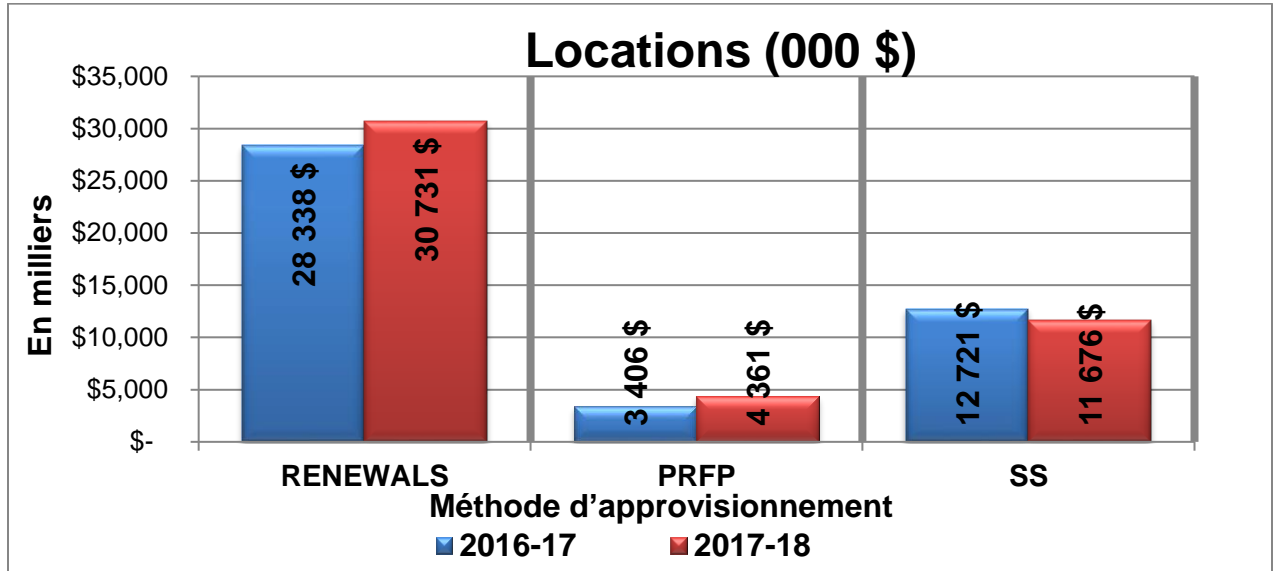 Locations (000 $)
En milliers
$35,000
$30,000
$25,000
$20,000
$15,000
$10,000
$5,000
$-
28 338 $
30 731 $
3 406 $
4 361 $
12 721 $
11 676 $
RENEWALS
PRFP
SS
Méthode d’approvisionnement
2016-17
2017-18